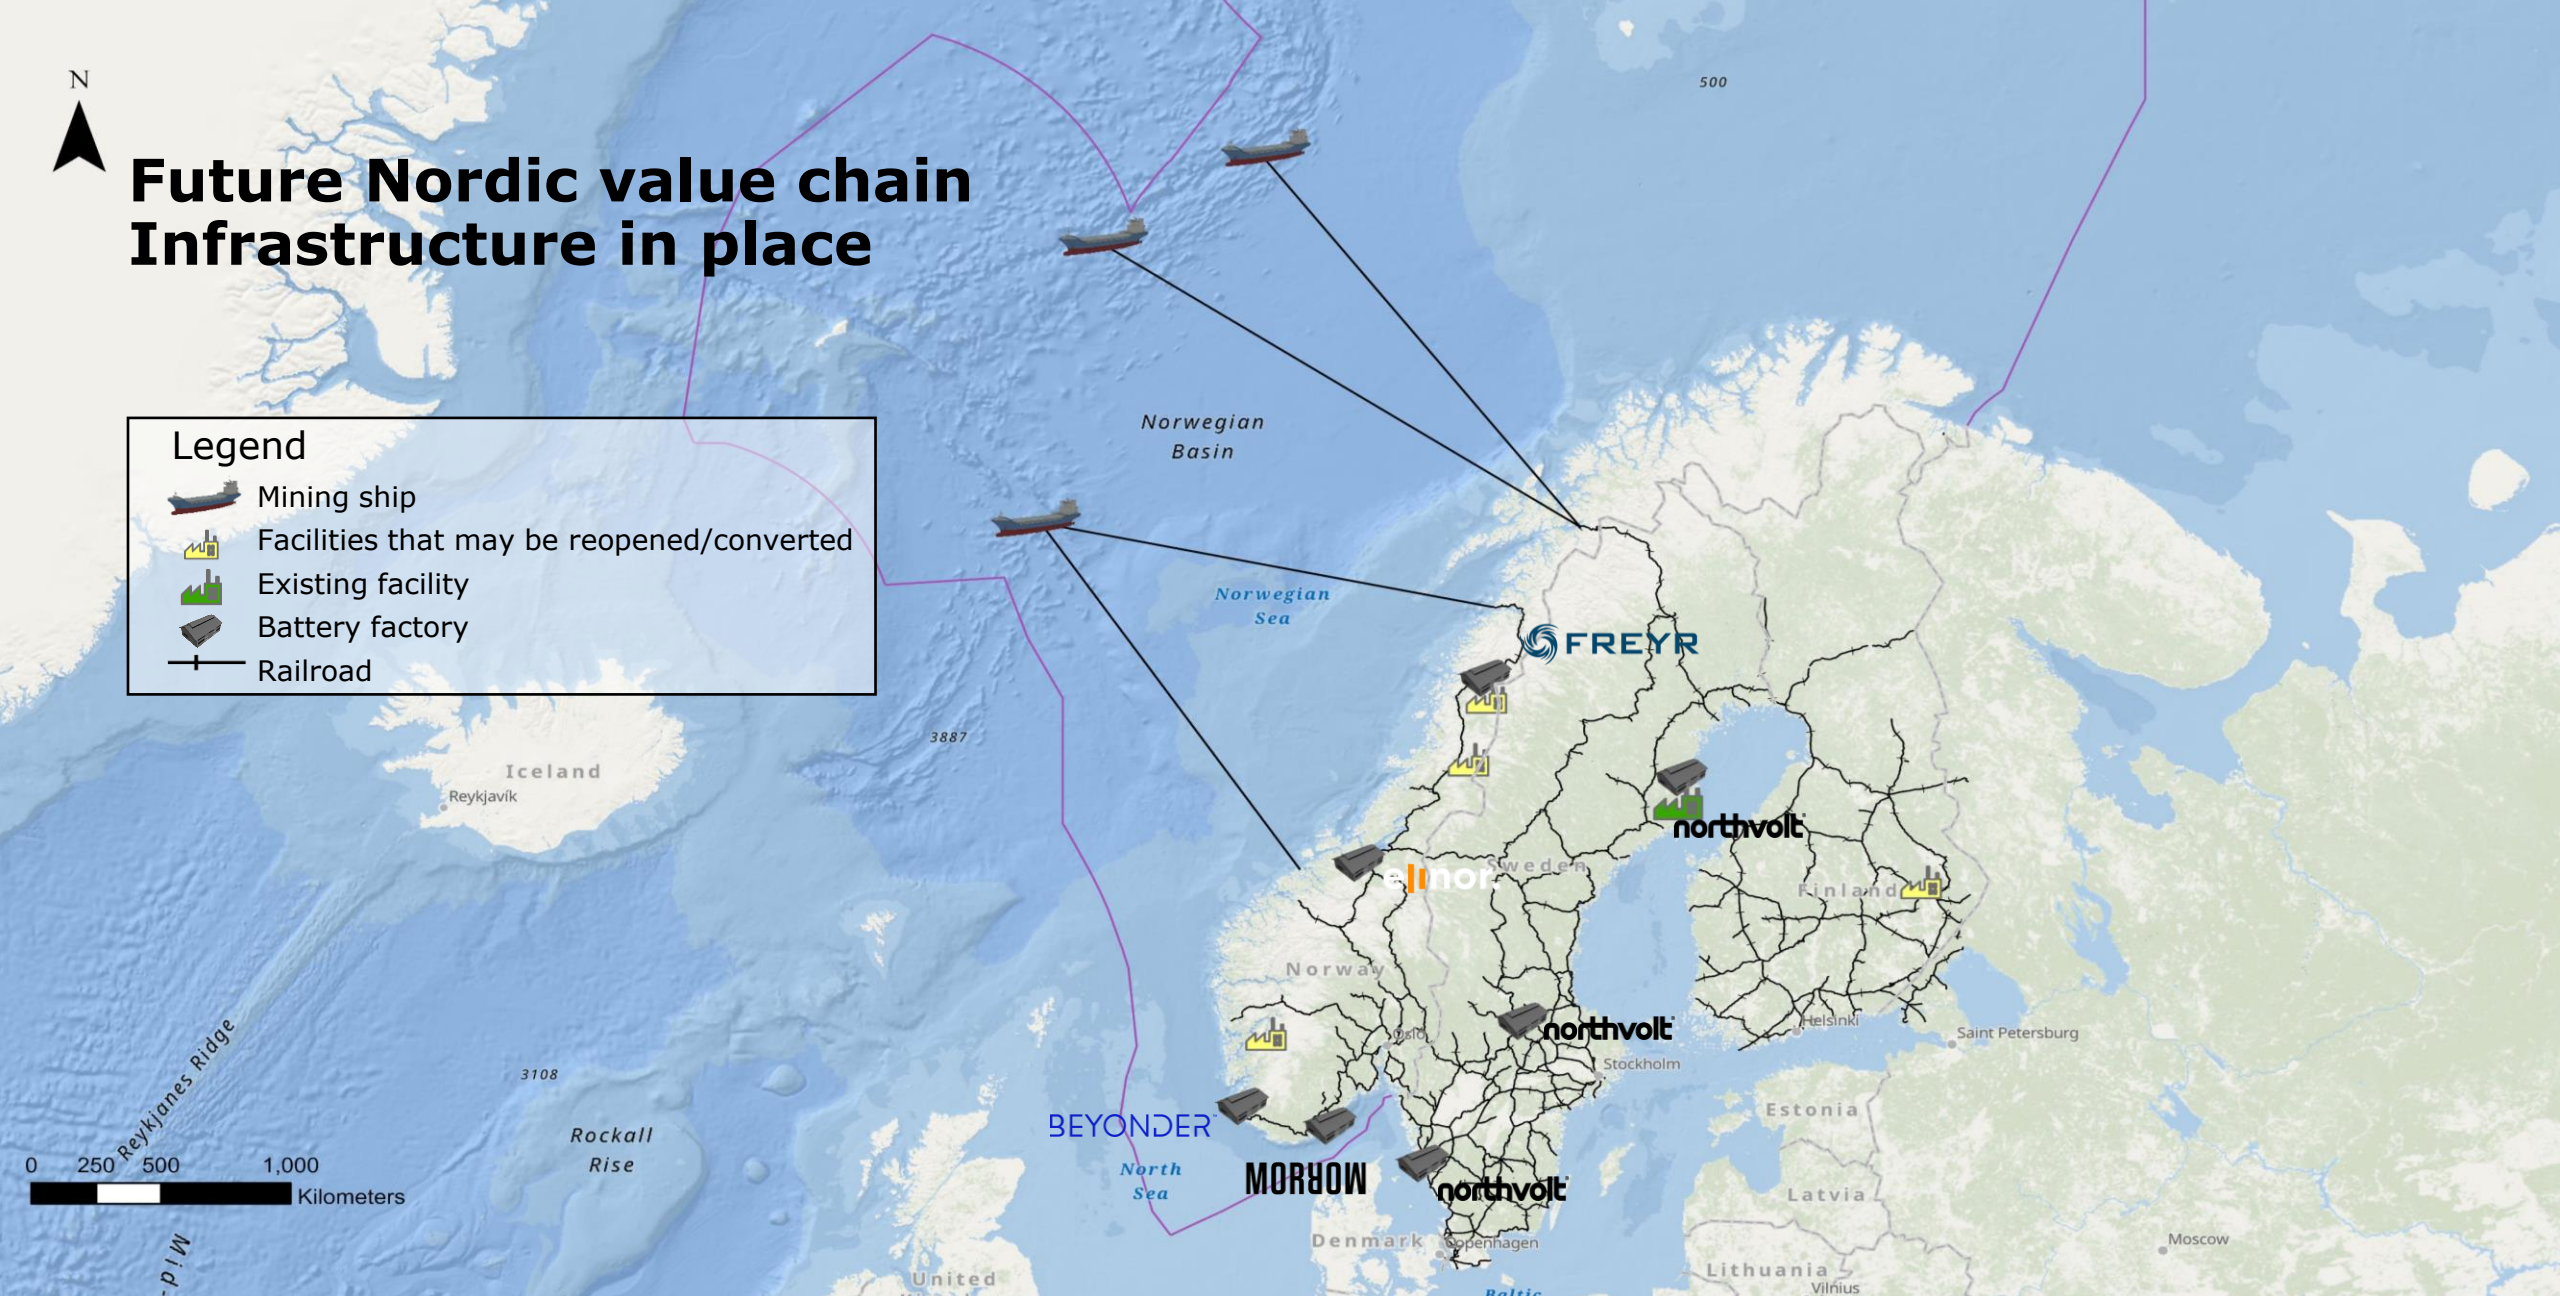 N
500
Future Nordic value chain
Infrastructure in place
Norwegian
Basin
Legend
Mining ship
Facilities that may be reopened/converted
Existing facility
Battery factory
Railroad
Norwegian
Sea
FREYR
3887
Iceland
Reykjavík
northvolt
elinor.
Sweden
Finland
Norway
Oslo
northvolt
Helsinki
Saint Petersburg
Stockholm
Reykjanes Ridge
3108
BEYONDER
Estonia
Rockall
Rise
North
Sea
MORROW
northvolt
Latvia
0 250 500 1,000
Kilometers
Denmark
Copenhagen
Moscow
Mid-
United
Lithuania
Vilnius
Baltic